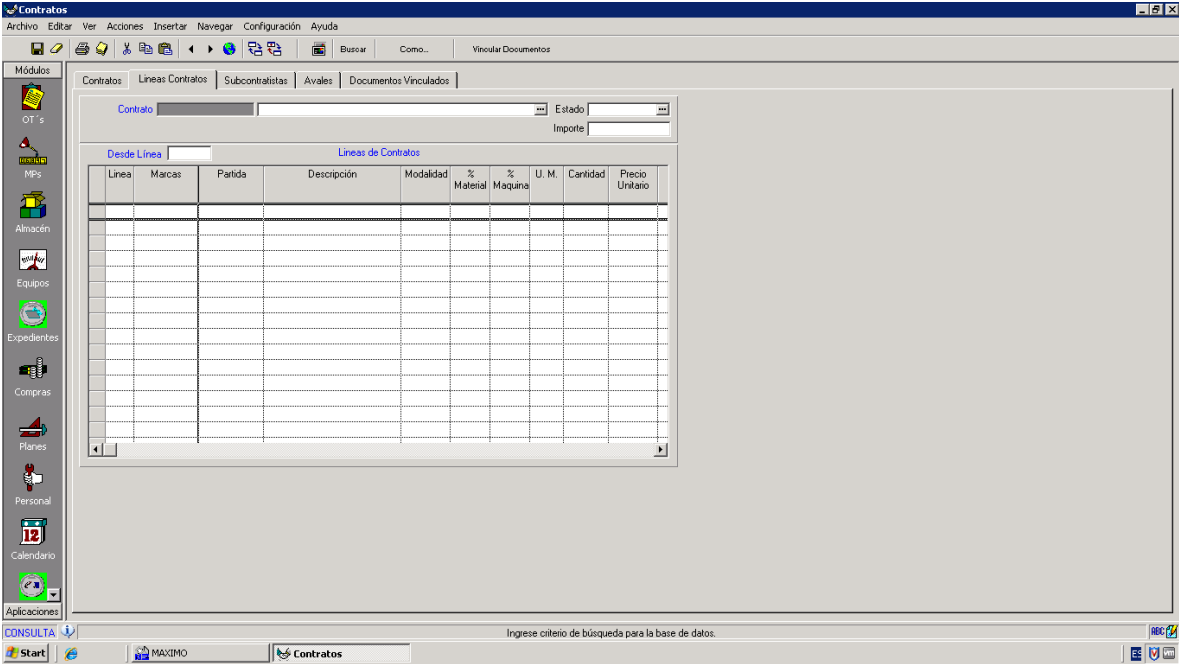 Contratos
Archivo Editar Ver Acciones Insertar Navegar Configuración Ayuda
Buscar Como... Vincular Documentos
Módulos
OT´s
MPs
Almacén
Equipos
Expedientes
Compras
Planes
Personal
12
Calendario
Aplicaciones
Contratos Lineas Contratos Subcontratistas Avales Documentos Vinculados
Contrato Estado
Importe
Desde Línea Lineas de Contratos
Linea Marcas Partida Descripción Modalidad % Material % Maquina U. M. Cantidad Precio Unitario
CONSULTA Ingrese criterio de búsqueda para la base de datos. ABC
Start MAXIMO Contratos ES